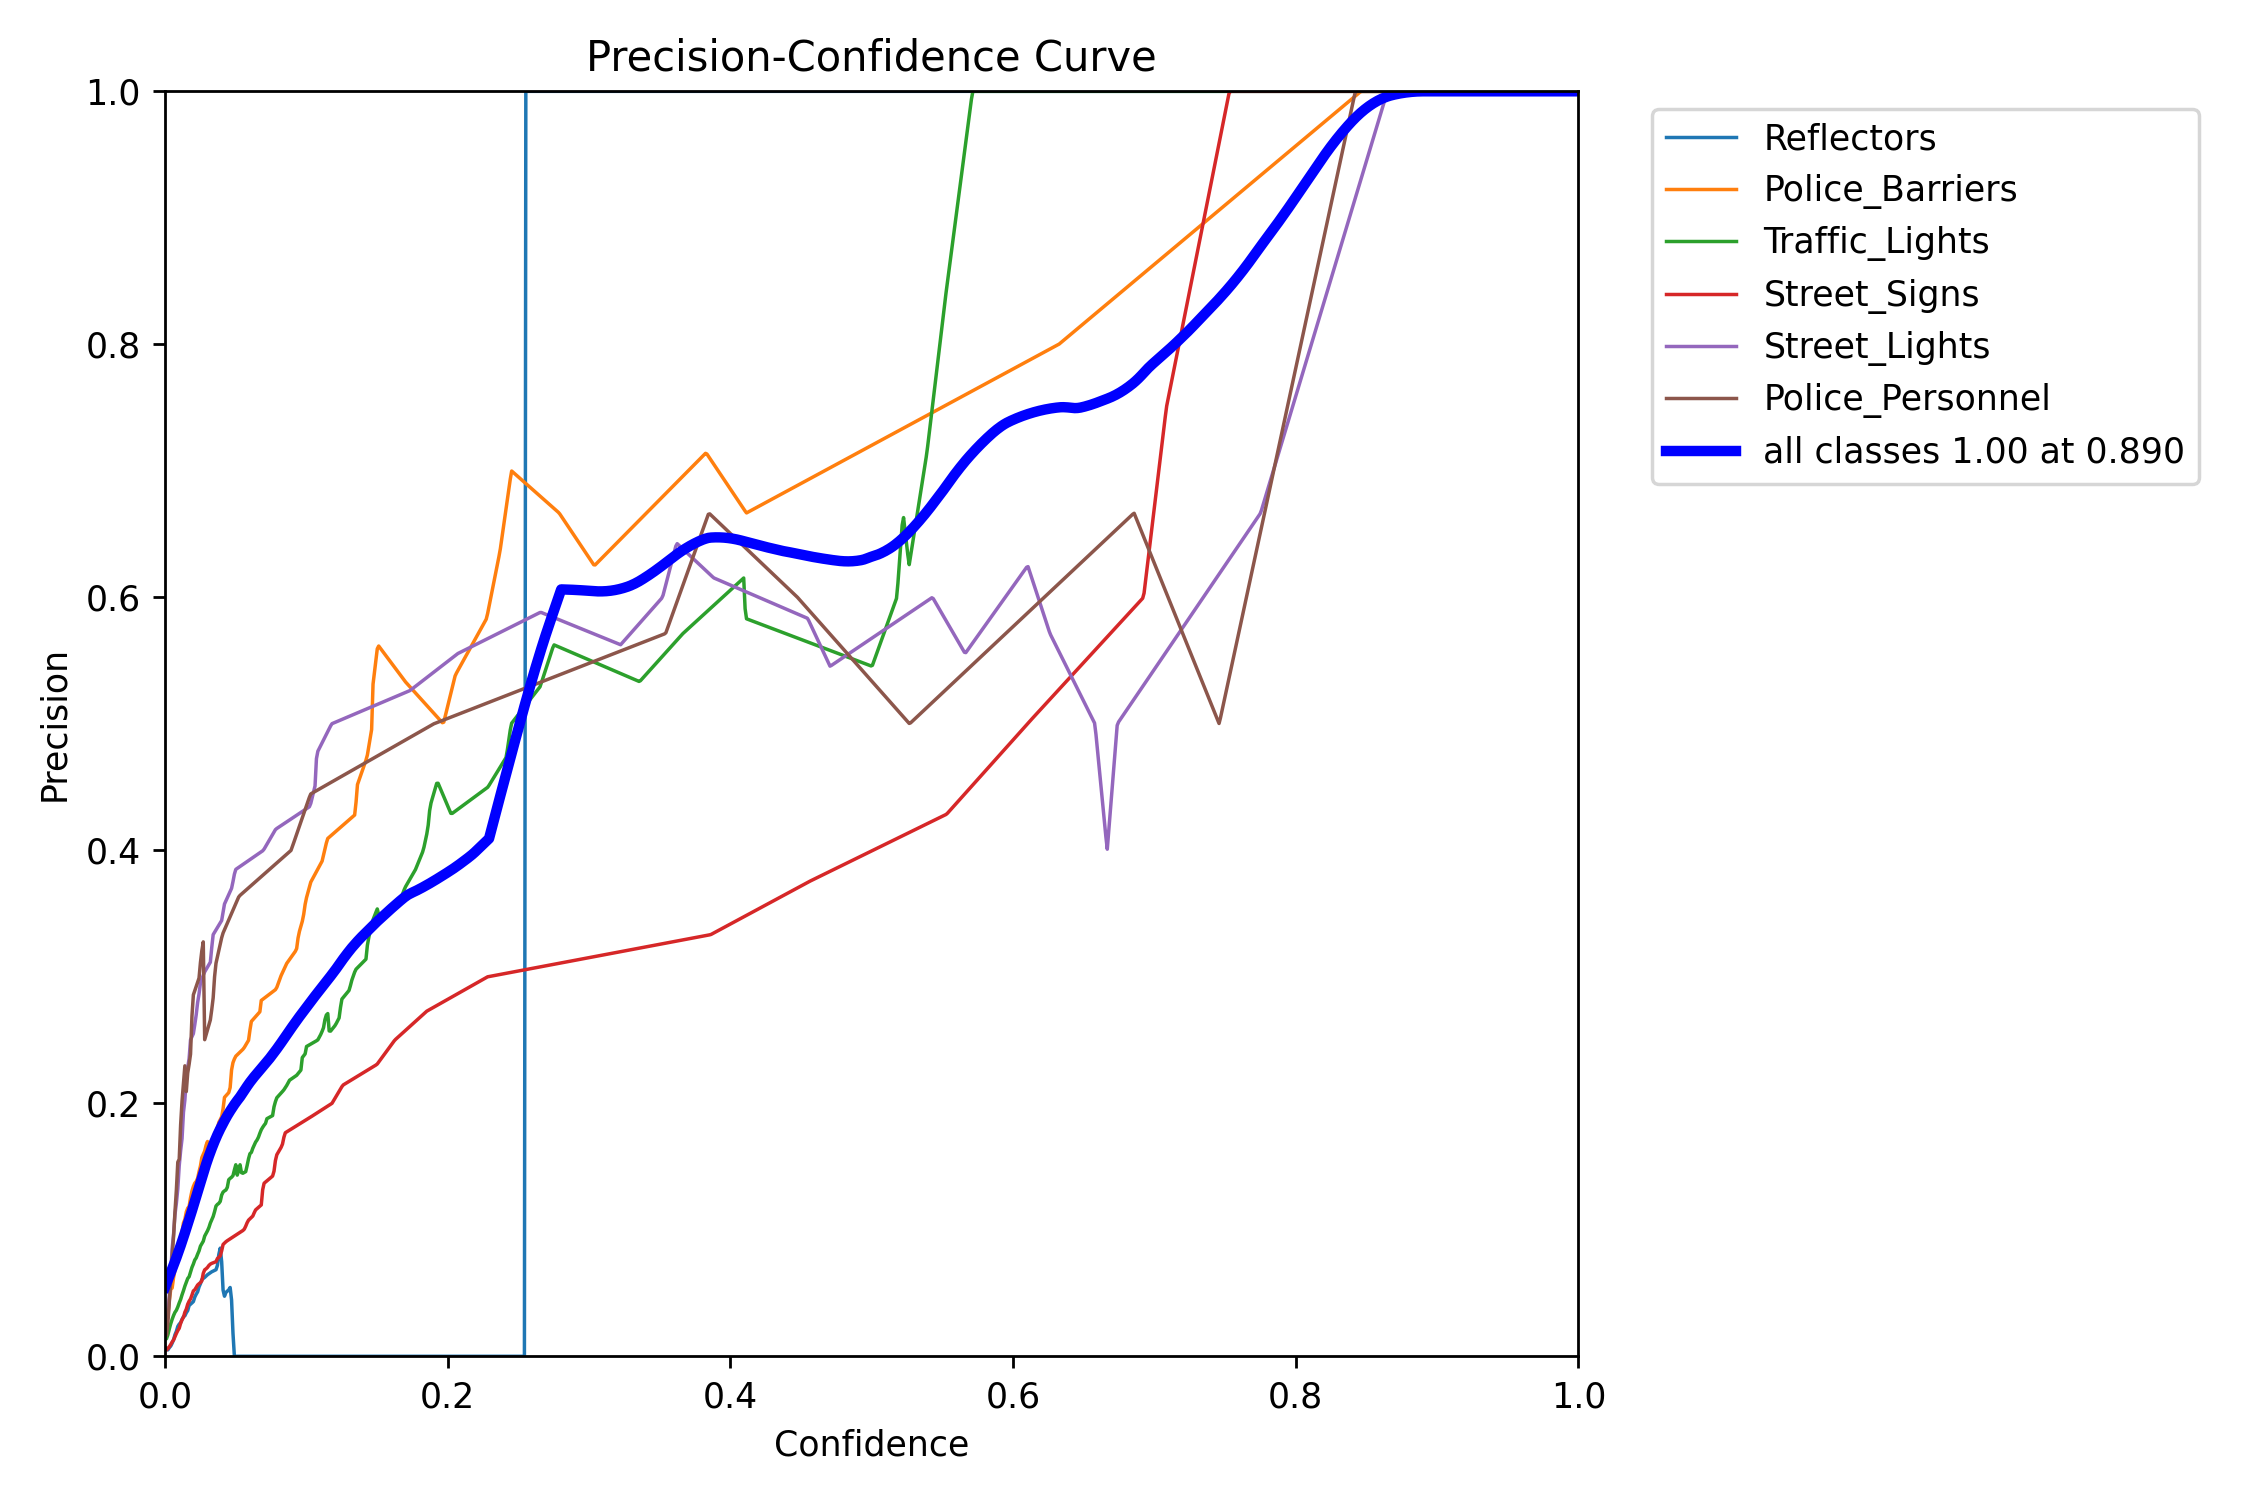 Precision-Confidence Curve
1.0
0.8
0.6
0.4
0.2
0.0
Precision
0.0 0.2 0.4 0.6 0.8 1.0
Confidence
Reflectors
Police_Barriers
Traffic_Lights
Street_Signs
Street_Lights
Police_Personnel
all classes 1.00 at 0.890